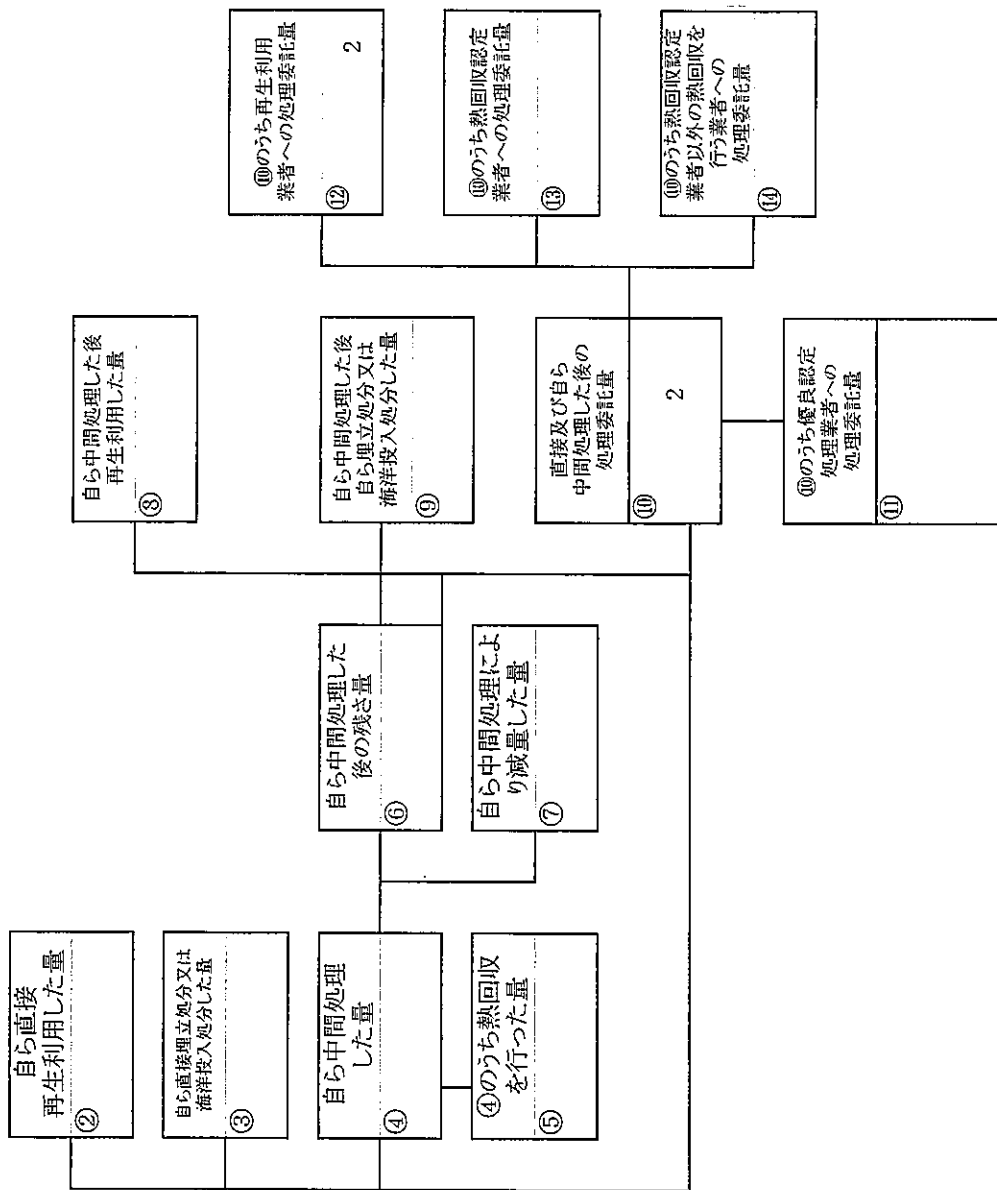 自ら直接
再生利用した量
②
自ら直接埋立処分又は
海洋投入処分した量
③
自ら中間処理
した量
④
④のうち熱回収
を行った量
⑤
自ら中間処理した
後の残さ量
⑥
自ら中間処理によ
り減量した量
⑦
自ら中間処理した後
再生利用した量
⑧
自ら中間処理した後
自ら埋立処分又は
海洋投入処分した量
⑨
直接及び自ら
中間処理した後の
処理委託量
⑩
2
⑩のうち優良認定
処理業者への
処理委託量
⑪
⑩のうち再生利用
業者への処理委託量
⑫
2
⑩のうち熱回収認定
業者への処理委託量
⑬
⑩のうち熱回収認定
業者以外の熱回収を
行う業者への
処理委託量
⑭